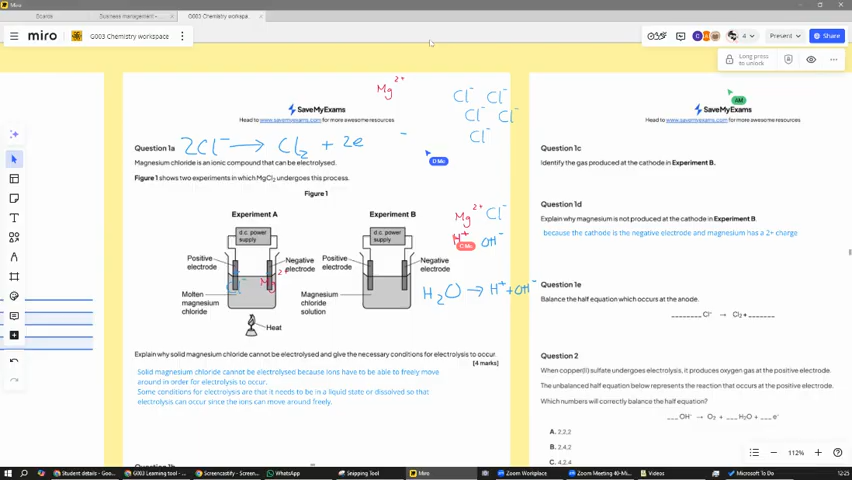 Miro
Boards
Business management - ...
G003 Chemistry workspa...
miro
G003 Chemistry workspace
4
Present
Share
Long press
to unlock
Mg2+
Cl- Cl-
Cl- Cl-
Cl-
SaveMyExams
Head to www.savemyexams.com for more awesome resources
Question 1a
2Cl- → Cl2 + 2e-
Magnesium chloride is an ionic compound that can be electrolysed.
Figure 1 shows two experiments in which MgCl2 undergoes this process.
Figure 1
Experiment A
Experiment B
d.c. power
supply
d.c. power
supply
Positive
electrode
Negative
electrode
Positive
electrode
Negative
electrode
Molten
magnesium
chloride
Magnesium
chloride
solution
Heat
Mg2+
Mg2+ Cl-
H+ OH-
H2O → H+ + OH-
Explain why solid magnesium chloride cannot be electrolysed and give the necessary conditions for electrolysis to occur
[4 marks]
Solid magnesium chloride cannot be electrolysed because ions have to be able to freely move
around in order for electrolysis to occur.
Some conditions for electrolysis are that it needs to be in a liquid state or dissolved so that
electrolysis can occur since the ions can move around freely.
AM
SaveMyExams
Head to www.savemyexams.com for more awesome resources
Question 1c
Identify the gas produced at the cathode in Experiment B.
Question 1d
Explain why magnesium is not produced at the cathode in Experiment B.
because the cathode is the negative electrode and magnesium has a 2+ charge
Question 1e
Balance the half equation which occurs at the anode.
________ Cl- → Cl2 + _______
Question 2
When copper(II) sulfate undergoes electrolysis, it produces oxygen gas at the positive electrode.
The unbalanced half equation below represents the reaction that occurs at the positive electrode.
Which numbers will correctly balance the half equation?
___ OH- → O2 + ___ H2O + ___ e-
A. 2,2,2
B. 2,4,2
C. 4,2,4
112%
Student details - G...
G003 Chemistry wo...
Screencastify - Scree...
WhatsApp
Snipping Tool
Miro
Zoom Workplace
Zoom Meeting 40-Mi...
Videos
Microsoft To Do
12:25